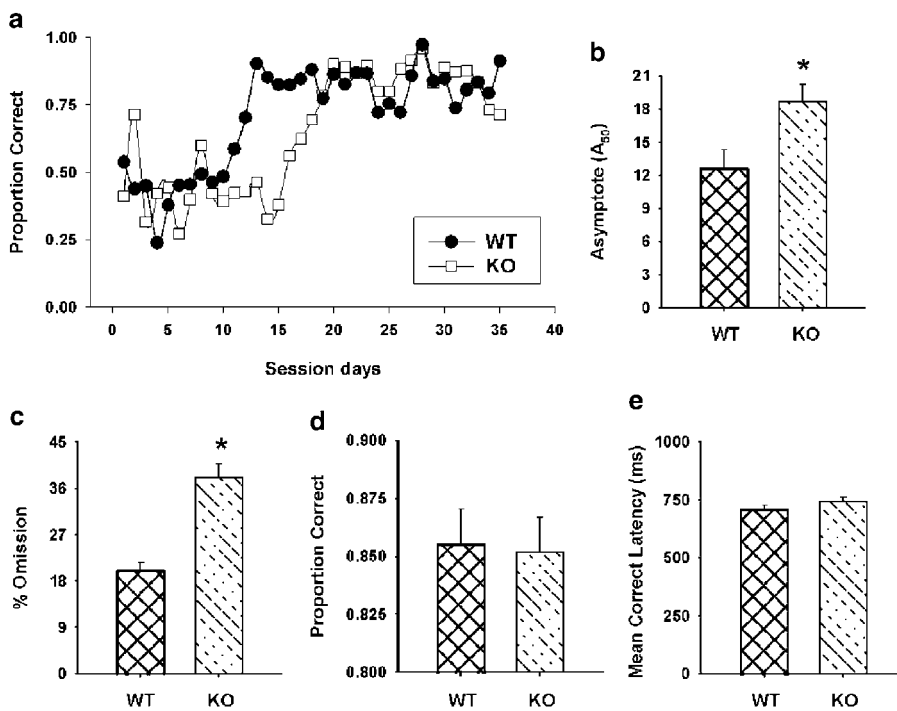 a
1.00
0.75
0.50
0.25
0.00
Proportion Correct
WT
KO
0 5 10 15 20 25 30 35 40
Session days
b
21
18
15
12
9
6
3
0
Asymptote (A50)
*
WT KO
c
45
36
27
18
9
0
% Omission
*
WT KO
d
0.900
0.875
0.850
0.825
0.800
Proportion Correct
WT KO
e
1000
750
500
250
0
Mean Correct Latency (ms)
WT KO